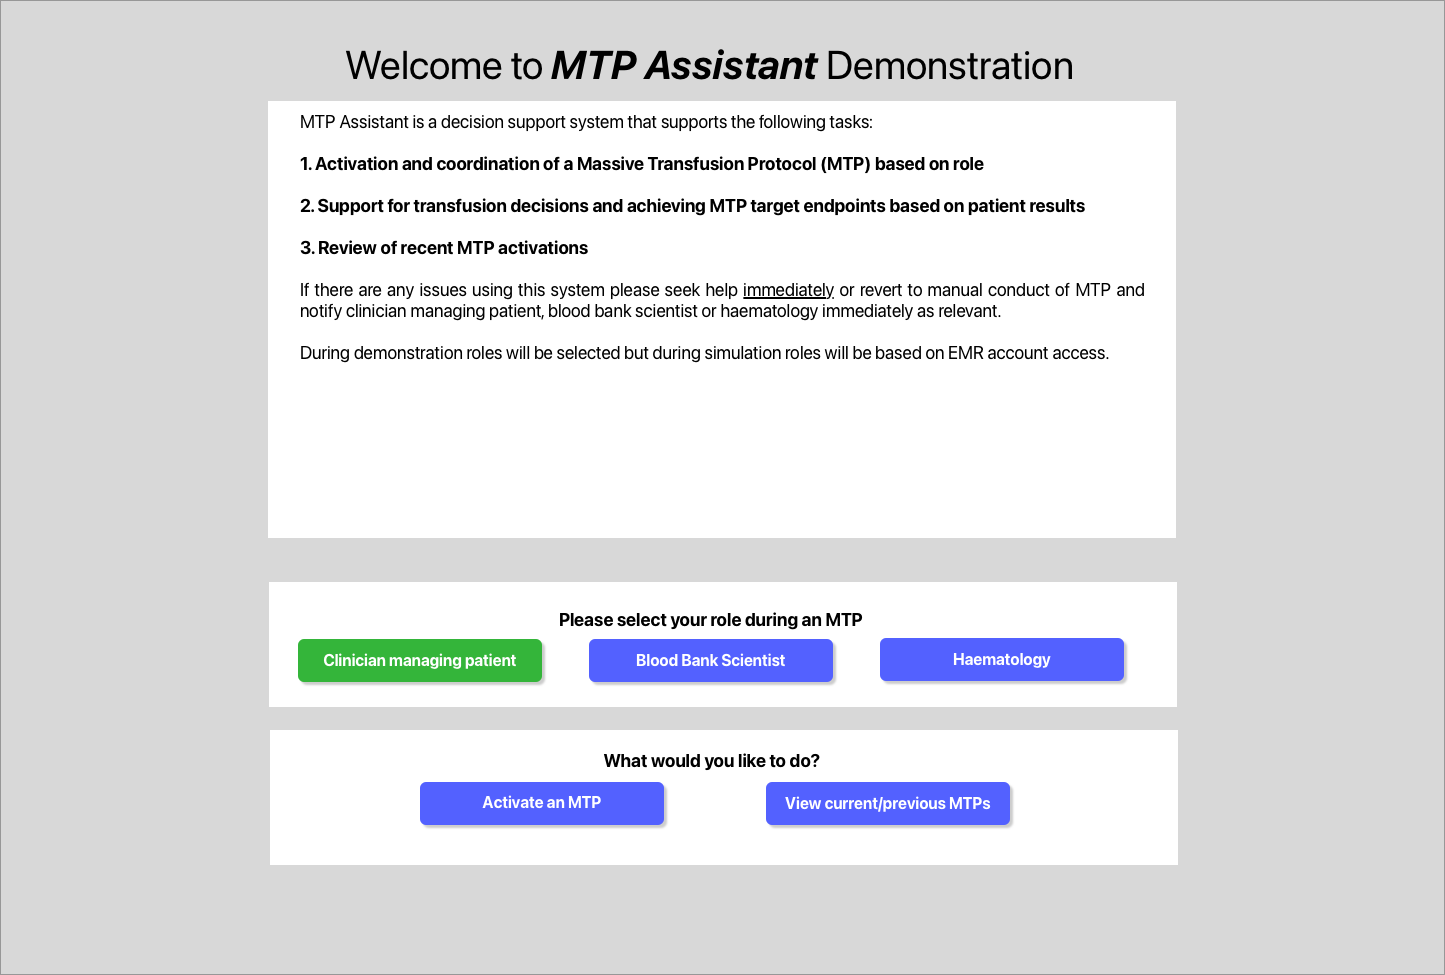 Welcome to MTP Assistant Demonstration
MTP Assistant is a decision support system that supports the following tasks:
1. Activation and coordination of a Massive Transfusion Protocol (MTP) based on role
2. Support for transfusion decisions and achieving MTP target endpoints based on patient results
3. Review of recent MTP activations
If there are any issues using this system please seek help immediately or revert to manual conduct of MTP and
notify clinician managing patient, blood bank scientist or haematology immediately as relevant.
During demonstration roles will be selected but during simulation roles will be based on EMR account access.
Please select your role during an MTP
Clinician managing patient
Blood Bank Scientist
Haematology
What would you like to do?
Activate an MTP
View current/previous MTPs